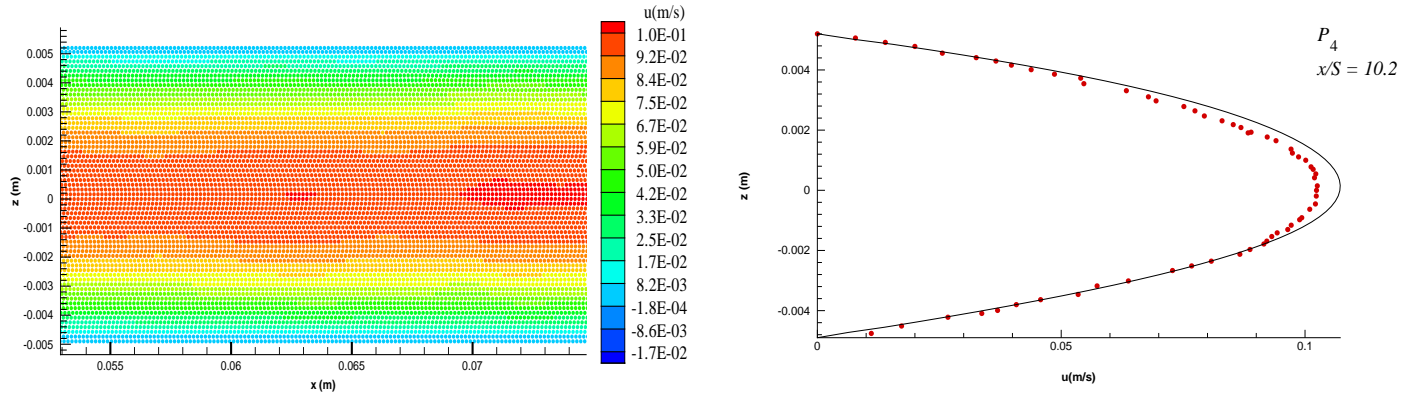 u(m/s)
1.0E-01
9.2E-02
8.4E-02
7.5E-02
6.7E-02
5.9E-02
5.0E-02
4.2E-02
3.3E-02
2.5E-02
1.7E-02
8.2E-03
-1.8E-04
-8.6E-03
-1.7E-02
0.005
0.004
0.003
0.002
0.001
0
-0.001
-0.002
-0.003
-0.004
-0.005
z (m)
0.055
0.06
0.065
0.07
x (m)
P4
x/S = 10.2
0.004
0.002
0
-0.002
-0.004
z (m)
0
0.05
0.1
u(m/s)